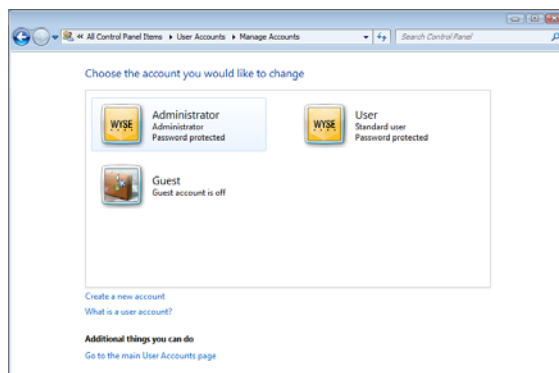 « All Control Panel Items ▸ User Accounts ▸ Manage Accounts
Search Control Panel
Choose the account you would like to change
WYSE
Administrator
Administrator
Password protected
WYSE
User
Standard user
Password protected
Guest
Guest account is off
Create a new account
What is a user account?
Additional things you can do
Go to the main User Accounts page